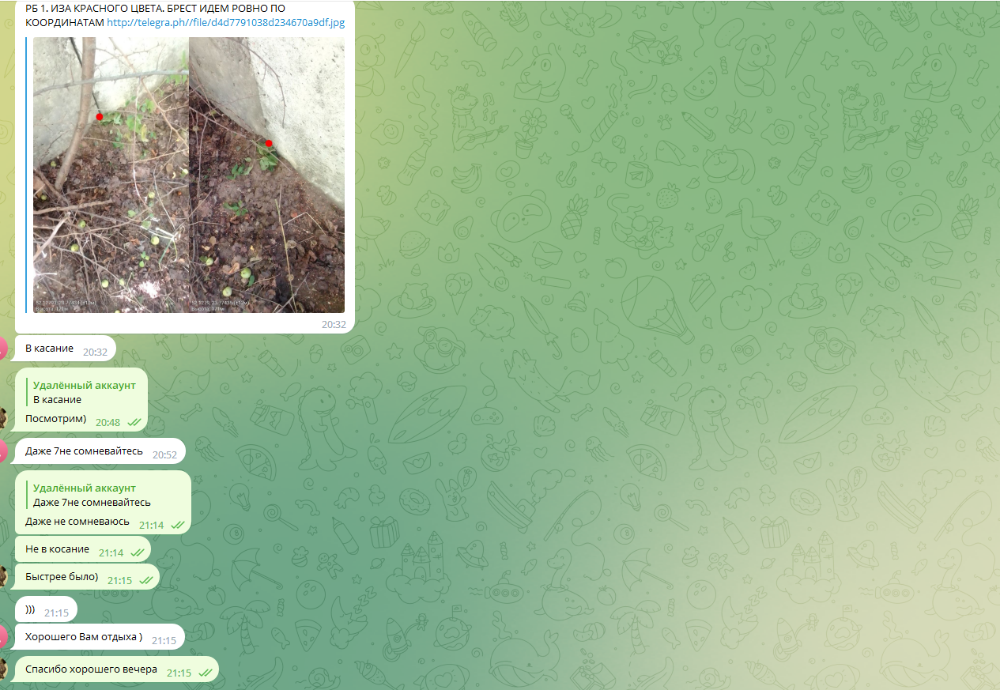 РБ 1. ИЗА КРАСНОГО ЦВЕТА. БРЕСТ ИДЕМ РОВНО ПО
КООРДИНАТАМ http://telegra.ph//file/d4d7791038d234670a9df.jpg
20:32
В касание 20:32
Удалённый аккаунт
В касание
Посмотрим) 20:48
Даже 7не сомневайтесь 20:52
Удалённый аккаунт
Даже 7не сомневайтесь
Даже не сомневаюсь 21:14
Не в косание 21:14
Быстрее было) 21:15
))) 21:15
Хорошего Вам отдыха ) 21:15
Спасибо хорошего вечера 21:15